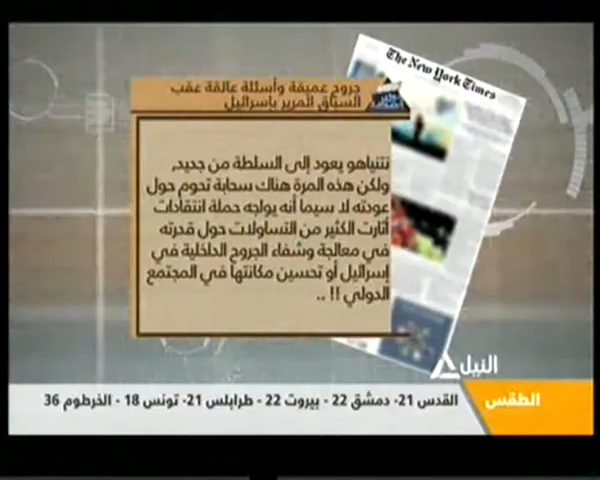 The New York Times
جروح عميقة وأسئلة عالقة عقب
السباق المرير بإسرائيل
نتنياهو يعود إلى السلطة من جديد,
ولكن هذه المرة هناك سحابة تحوم حول
عودته لا سيما أنه يواجه حملة انتقادات
أثارت الكثير من التساؤلات حول قدرته
في معالجة وشفاء الجروح الداخلية في
إسرائيل أو تحسين مكانتها في المجتمع
الدولي !! ..
النيل
الطقس
القدس 21- دمشق 22 - بيروت 22 - طرابلس 21- تونس 18 - الخرطوم 36